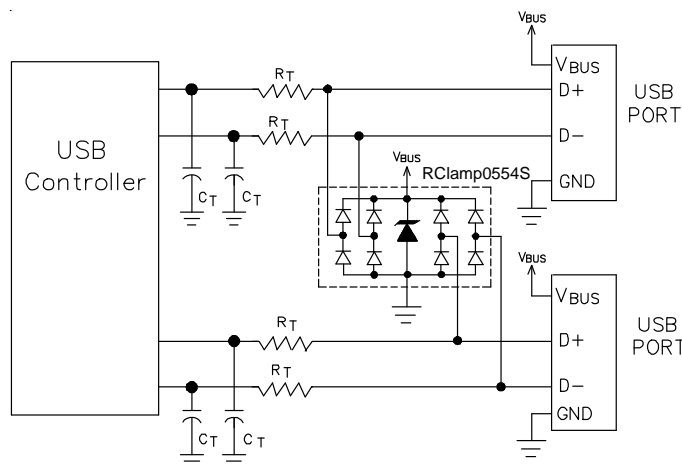 VBUS
RT
VBUS
D+
USB
PORT
RT
D-
USB
Controller
VBUS
RClamp0554S
CT
CT
GND
VBUS
VBUS
RT
D+
USB
PORT
RT
D-
GND
CT
CT